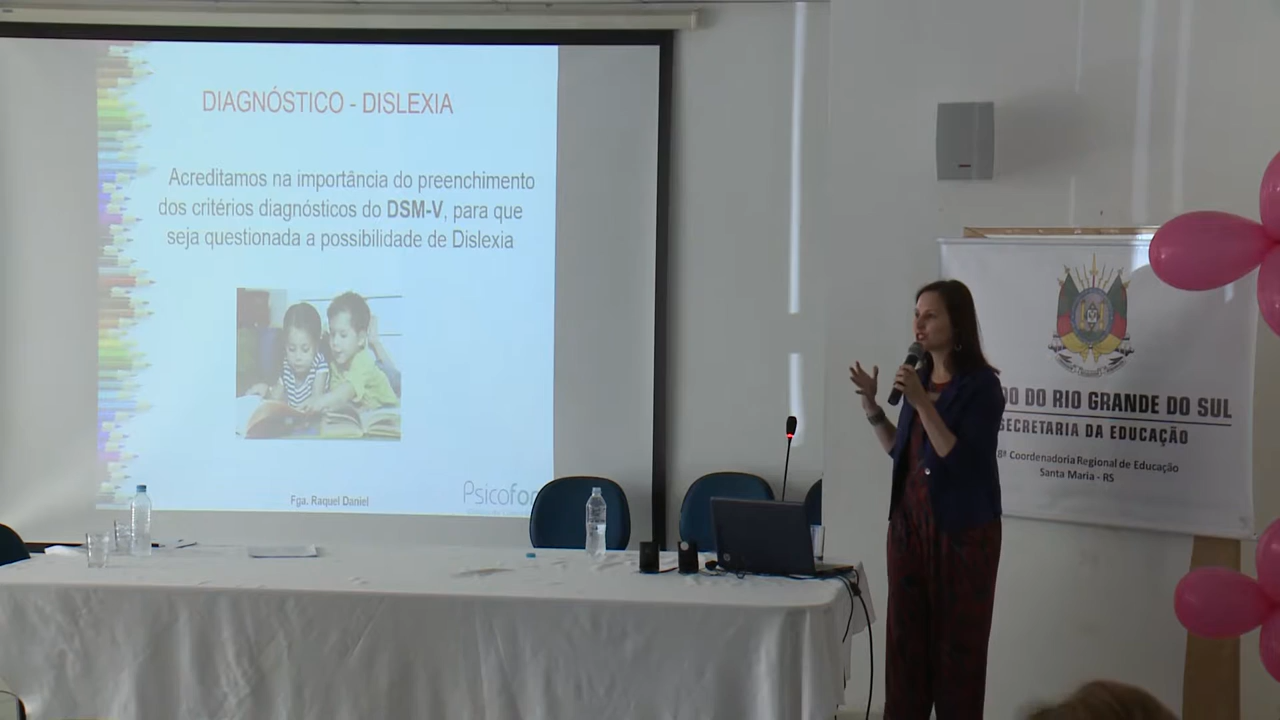 DIAGNÓSTICO - DISLEXIA
Acreditamos na importância do preenchimento
dos critérios diagnósticos do DSM-V, para que
seja questionada a possibilidade de Dislexia
Fga. Raquel Daniel
Psicofor
DO DO RIO GRANDE DO SUL
SECRETARIA DA EDUCAÇÃO
8ª Coordenadoria Regional de Educação
Santa Maria - RS